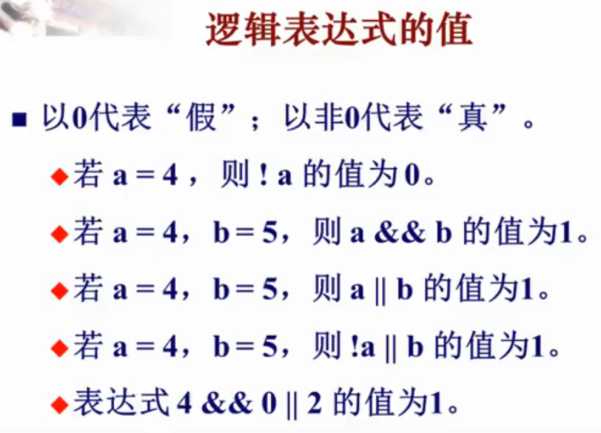 逻辑表达式的值
■ 以0代表“假”；以非0代表“真”。
◆若 a = 4 ，则 ! a 的值为 0。
◆若 a = 4，b = 5，则 a && b 的值为1。
◆若 a = 4，b = 5，则 a || b 的值为1。
◆若 a = 4，b = 5，则 !a || b 的值为1。
◆表达式 4 && 0 || 2 的值为1。